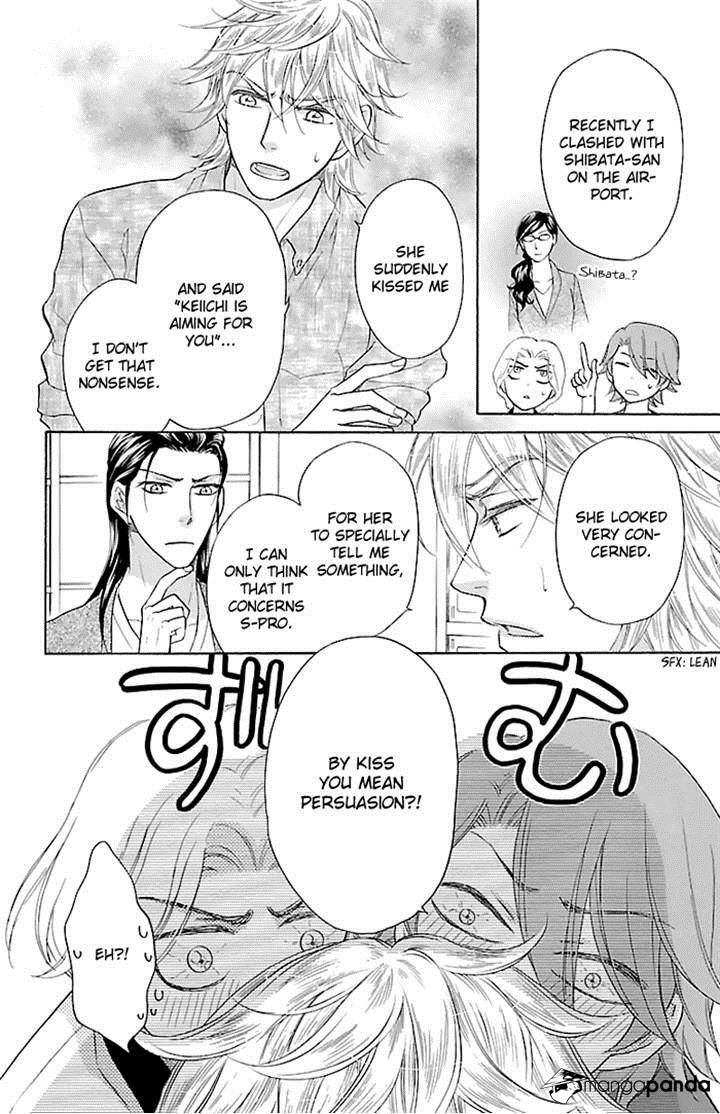 RECENTLY I
CLASHED WITH
SHIBATA-SAN
ON THE AIR-
PORT.
Shibata..?
SHE
SUDDENLY
KISSED ME
AND SAID
"KEIICHI IS
AIMING FOR
YOU"...
I DON'T
GET THAT
NONSENSE.
SHE LOOKED
VERY CON-
CERNED.
FOR HER
TO SPECIALLY
TELL ME
SOMETHING,
I CAN
ONLY THINK
THAT IT
CONCERNS
S-PRO.
SFX: LEAN
ずむ
BY KISS
YOU MEAN
PERSUASION?!
EH?!
mangapanda